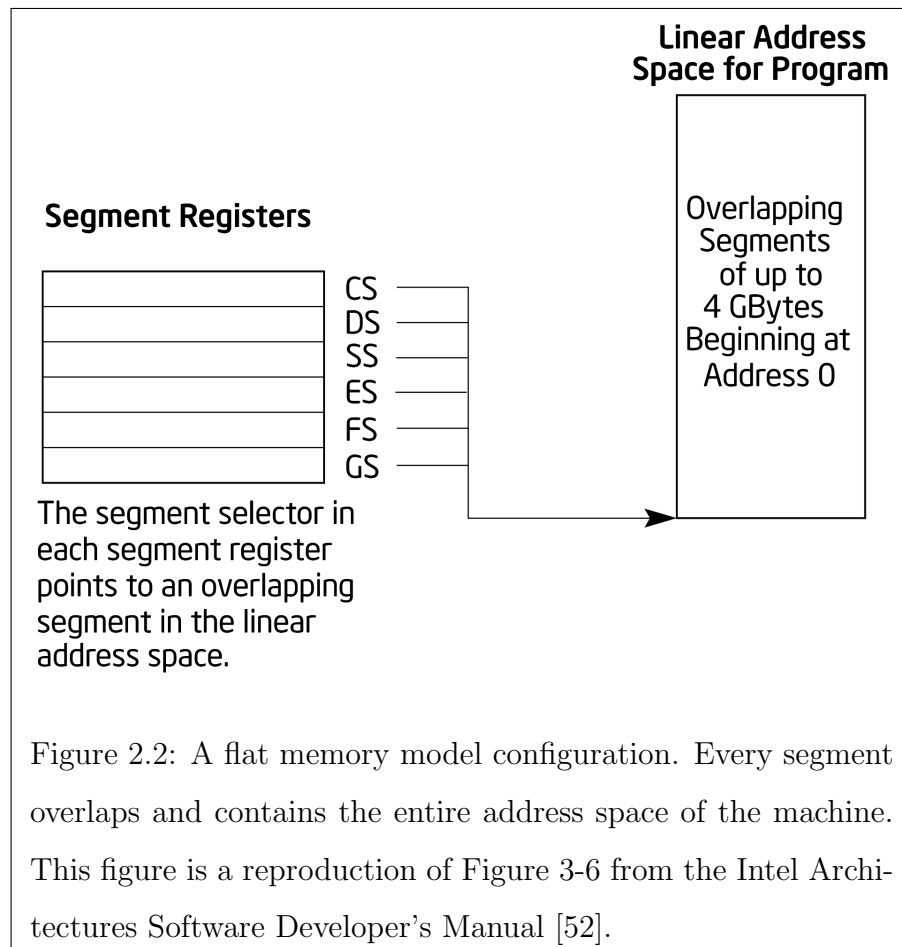 Linear Address
Space for Program
Segment Registers
Overlapping
Segments
of up to
4 GBytes
Beginning at
Address 0
CS
DS
SS
ES
FS
GS
The segment selector in
each segment register
points to an overlapping
segment in the linear
address space.
Figure 2.2: A flat memory model configuration. Every segment
overlaps and contains the entire address space of the machine.
This figure is a reproduction of Figure 3-6 from the Intel Archi-
tectures Software Developer's Manual [52].